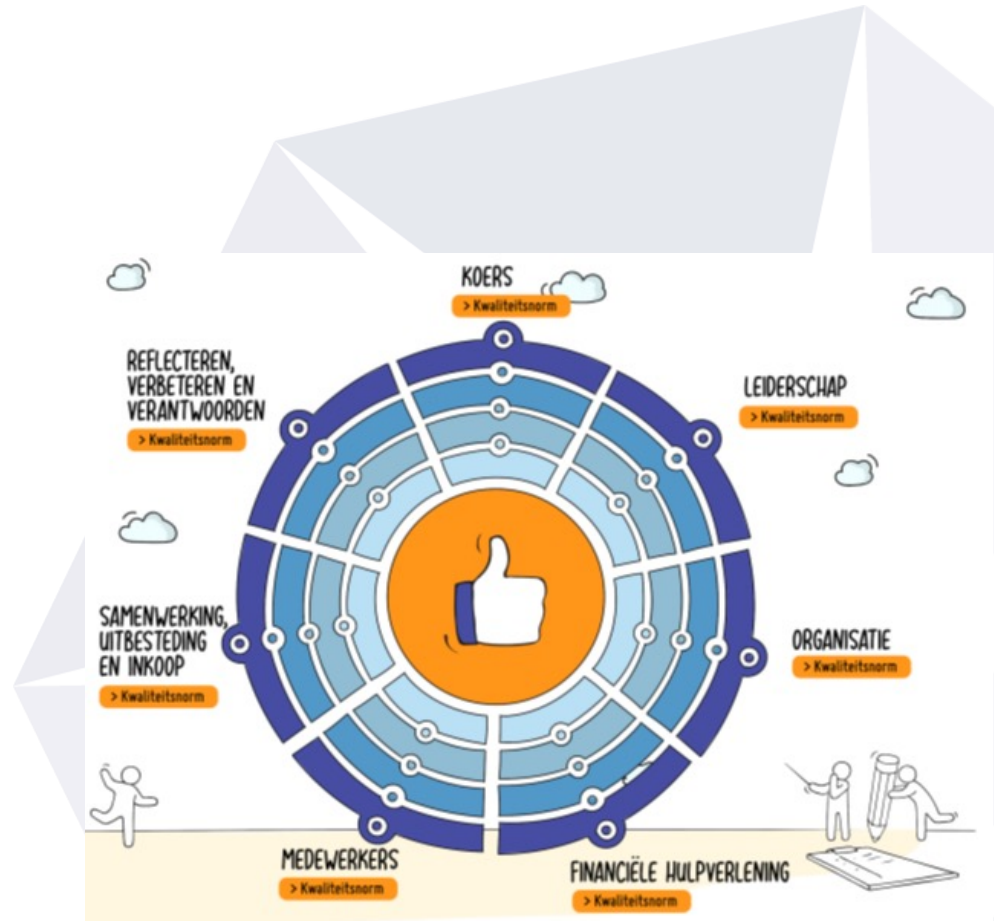 KOERS
> Kwaliteitsnorm
REFLECTEREN,
VERBETEREN EN
VERANTWOORDEN
> Kwaliteitsnorm
LEIDERSCHAP
> Kwaliteitsnorm
SAMENWERKING,
UITBESTEDING
EN INKOOP
> Kwaliteitsnorm
ORGANISATIE
> Kwaliteitsnorm
MEDEWERKERS
> Kwaliteitsnorm
FINANCIËLE HULPVERLENING
> Kwaliteitsnorm